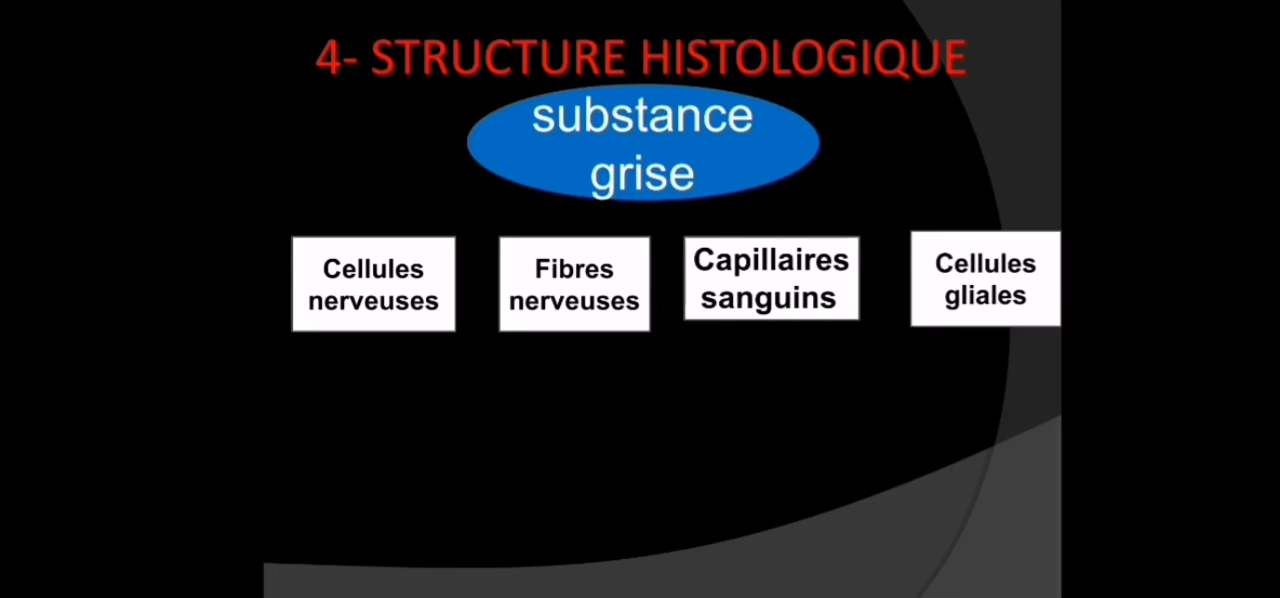 4- STRUCTURE HISTOLOGIQUE
substance
grise
Cellules
nerveuses
Fibres
nerveuses
Capillaires
sanguins
Cellules
gliales